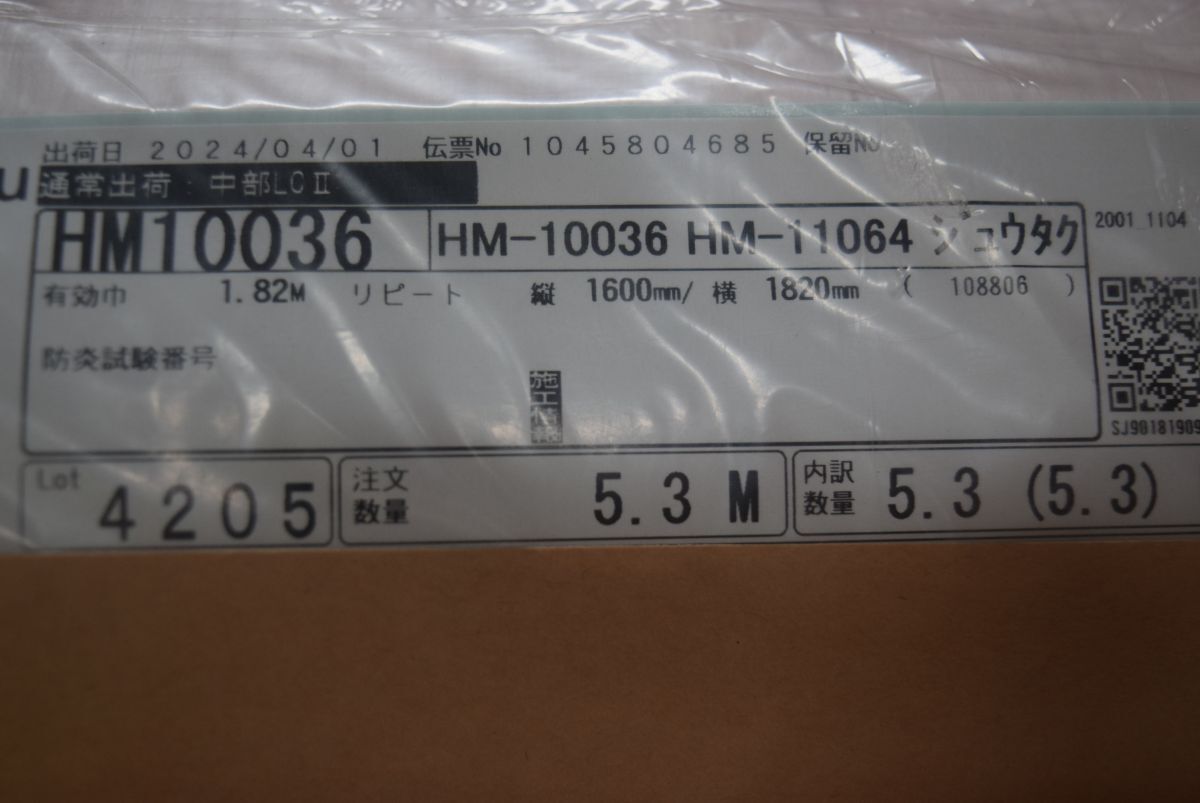 出荷日 2024/04/01 伝票No 1045804685 保留No
u 通常出荷 中部LCⅡ
HM10036 HM-10036 HM-11064 ジュウタク 2001_1104
有効巾 1.82M リピート 縦 1600mm/ 横 1820mm ( 108806 )
防炎試験番号
施工情報
SJ90181909
Lot 4205 注文数量 5.3 M 内訳数量 5.3 (5.3)